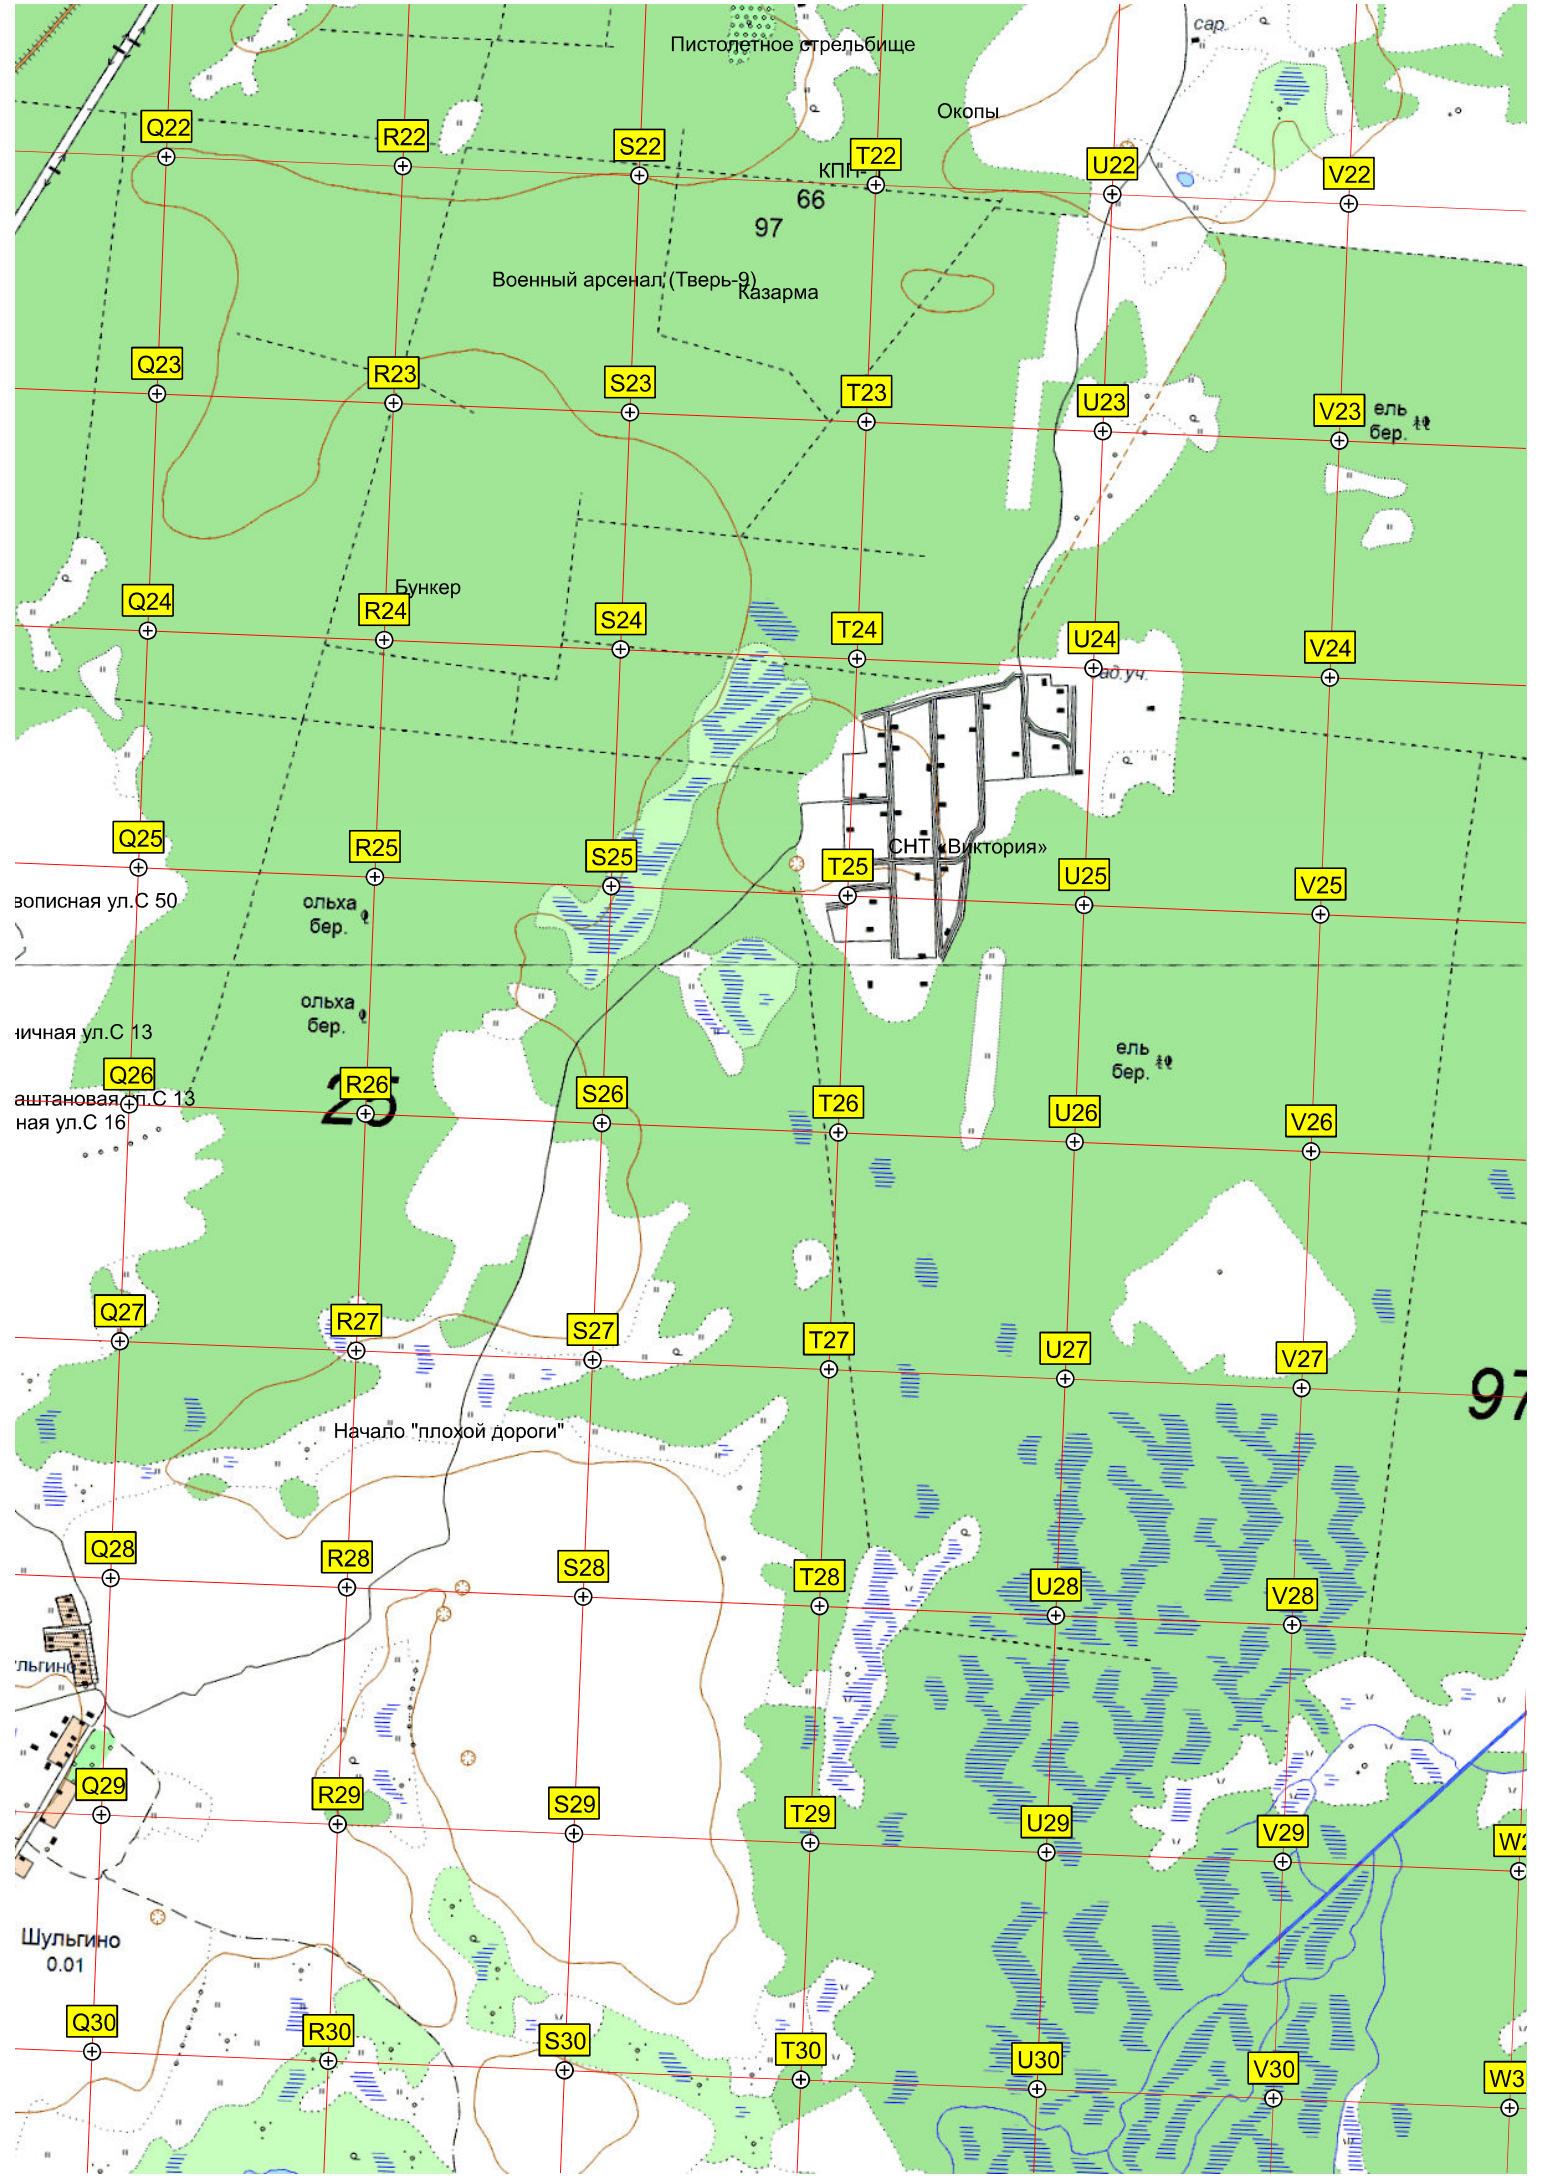 сар.
Пистолетное стрельбище
Окопы
Q22
R22
S22
T22
U22
V22
КПП-
66
97
Военный арсенал (Тверь-9)
Казарма
Q23
R23
S23
T23
U23
V23
ель
бер.
Бункер
Q24
R24
S24
T24
U24
V24
ад.уч.
Q25
R25
S25
T25
U25
V25
СНТ «Виктория»
вописная ул.С 50
ольха
бер.
ольха
бер.
ничная ул.С 13
ель
бер.
Q26
R26
S26
T26
U26
V26
аштановая ул.С 13
ная ул.С 16
Q27
R27
S27
T27
U27
V27
97
Начало "плохой дороги"
Q28
R28
S28
T28
U28
V28
льгино
Q29
R29
S29
T29
U29
V29
W2
Шульгино
0.01
Q30
R30
S30
T30
U30
V30
W3